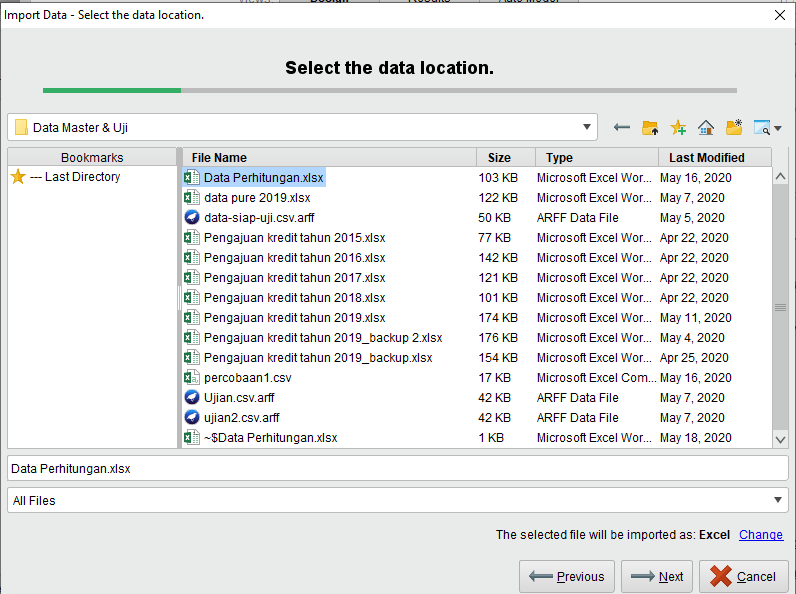 Import Data - Select the data location.
Select the data location.
Data Master & Uji
Bookmarks
--- Last Directory
File Name Size Type Last Modified
Data Perhitungan.xlsx 103 KB Microsoft Excel Wor... May 16, 2020
data pure 2019.xlsx 122 KB Microsoft Excel Wor... May 7, 2020
data-siap-uji.csv.arff 50 KB ARFF Data File May 5, 2020
Pengajuan kredit tahun 2015.xlsx 77 KB Microsoft Excel Wor... Apr 22, 2020
Pengajuan kredit tahun 2016.xlsx 142 KB Microsoft Excel Wor... Apr 22, 2020
Pengajuan kredit tahun 2017.xlsx 121 KB Microsoft Excel Wor... Apr 22, 2020
Pengajuan kredit tahun 2018.xlsx 101 KB Microsoft Excel Wor... Apr 22, 2020
Pengajuan kredit tahun 2019.xlsx 174 KB Microsoft Excel Wor... May 11, 2020
Pengajuan kredit tahun 2019_backup 2.xlsx 176 KB Microsoft Excel Wor... May 4, 2020
Pengajuan kredit tahun 2019_backup.xlsx 154 KB Microsoft Excel Wor... Apr 25, 2020
percobaan1.csv 17 KB Microsoft Excel Com... May 16, 2020
Ujian.csv.arff 42 KB ARFF Data File May 7, 2020
ujian2.csv.arff 42 KB ARFF Data File May 7, 2020
~$Data Perhitungan.xlsx 1 KB Microsoft Excel Wor... May 18, 2020
Data Perhitungan.xlsx
All Files
The selected file will be imported as: Excel Change
Previous Next Cancel